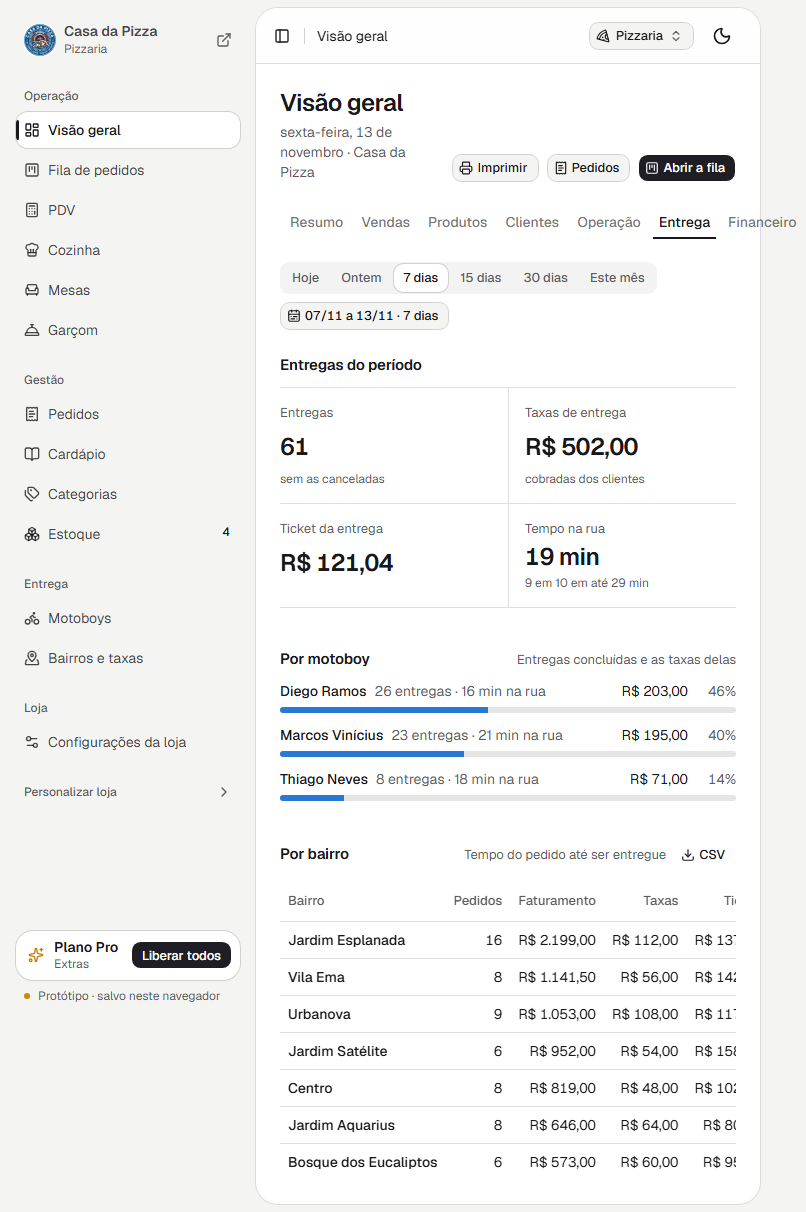 Casa da Pizza
Pizzaria
Operação
Visão geral
Fila de pedidos
PDV
Cozinha
Mesas
Garçom
Gestão
Pedidos
Cardápio
Categorias
Estoque 4
Entrega
Motoboys
Bairros e taxas
Loja
Configurações da loja
Personalizar loja
Plano Pro
Extras
Liberar todos
Protótipo · salvo neste navegador
Visão geral
Pizzaria
Visão geral
sexta-feira, 13 de
novembro · Casa da
Pizza
Imprimir Pedidos Abrir a fila
Resumo Vendas Produtos Clientes Operação Entrega Financeiro
Hoje Ontem 7 dias 15 dias 30 dias Este mês
07/11 a 13/11 · 7 dias
Entregas do período
Entregas
61
sem as canceladas
Taxas de entrega
R$ 502,00
cobradas dos clientes
Ticket da entrega
R$ 121,04
Tempo na rua
19 min
9 em 10 em até 29 min
Por motoboy Entregas concluídas e as taxas delas
Diego Ramos 26 entregas · 16 min na rua R$ 203,00 46%
Marcos Vinícius 23 entregas · 21 min na rua R$ 195,00 40%
Thiago Neves 8 entregas · 18 min na rua R$ 71,00 14%
Por bairro Tempo do pedido até ser entregue CSV
Bairro Pedidos Faturamento Taxas
Jardim Esplanada 16 R$ 2.199,00 R$ 112,00 R$ 137
Vila Ema 8 R$ 1.141,50 R$ 56,00 R$ 142
Urbanova 9 R$ 1.053,00 R$ 108,00 R$ 117
Jardim Satélite 6 R$ 952,00 R$ 54,00 R$ 158
Centro 8 R$ 819,00 R$ 48,00 R$ 102
Jardim Aquarius 8 R$ 646,00 R$ 64,00 R$ 80
Bosque dos Eucaliptos 6 R$ 573,00 R$ 60,00 R$ 95